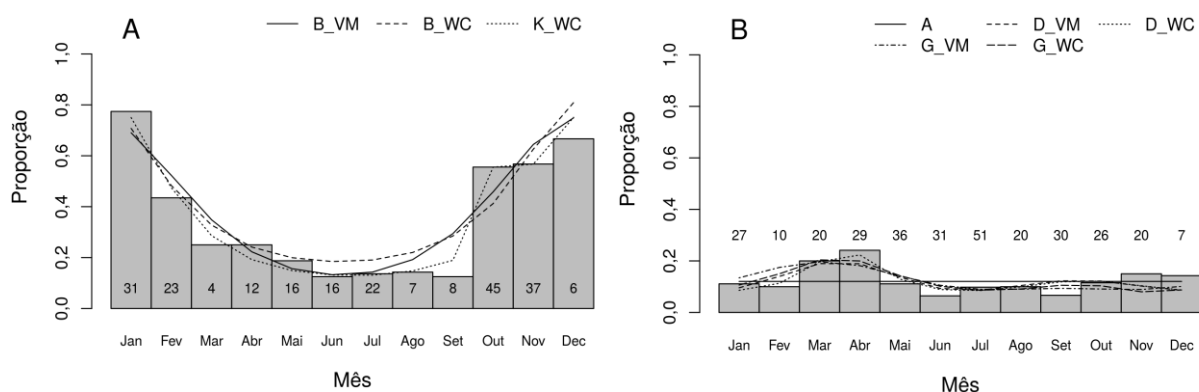 A
B_VM B_WC K_WC
1,0
0,8
0,6
0,4
0,2
0,0
Proporção
31 23 4 12 16 16 22 7 8 45 37 6
Jan Fev Mar Abr Mai Jun Jul Ago Set Out Nov Dec
Mês
B
A D_VM D_WC
G_VM G_WC
1,0
0,8
0,6
0,4
0,2
0,0
Proporção
27 10 20 29 36 31 51 20 30 26 20 7
Jan Fev Mar Abr Mai Jun Jul Ago Set Out Nov Dec
Mês